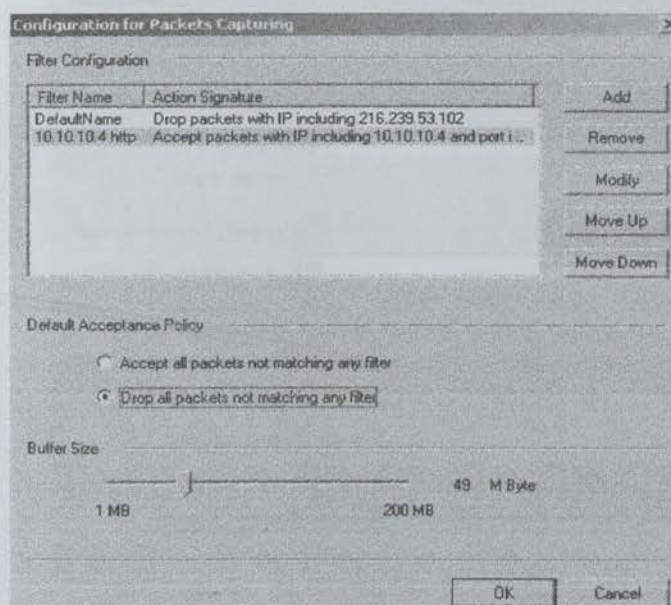 Configuration for Packets Capturing
Filter Configuration
Filter Name Action Signature
DefaultName Drop packets with IP including 216.239.53.102
10.10.10.4 http Accept packets with IP including 10.10.10.4 and port i...
Add
Remove
Modify
Move Up
Move Down
Default Acceptance Policy
Accept all packets not matching any filter
Drop all packets not matching any filter
Buffer Size
49 M Byte
1 MB 200 MB
OK Cancel